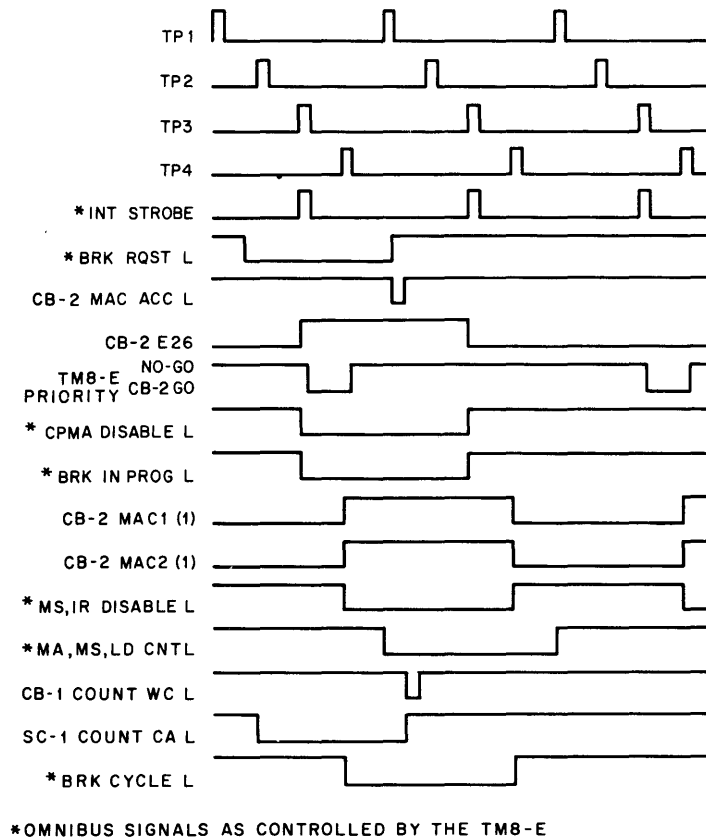 TP1
TP2
TP3
TP4
*INT STROBE
*BRK RQST L
CB-2 MAC ACC L
CB-2 E26
NO-GO
TM8-E
PRIORITY CB-2GO
* CPMA DISABLE L
* BRK IN PROG L
CB-2 MAC1 (1)
CB-2 MAC2 (1)
*MS,IR DISABLE L
*MA,MS,LD CNTL
CB-1 COUNT WC L
SC-1 COUNT CA L
*BRK CYCLE L
*OMNIBUS SIGNALS AS CONTROLLED BY THE TM8-E